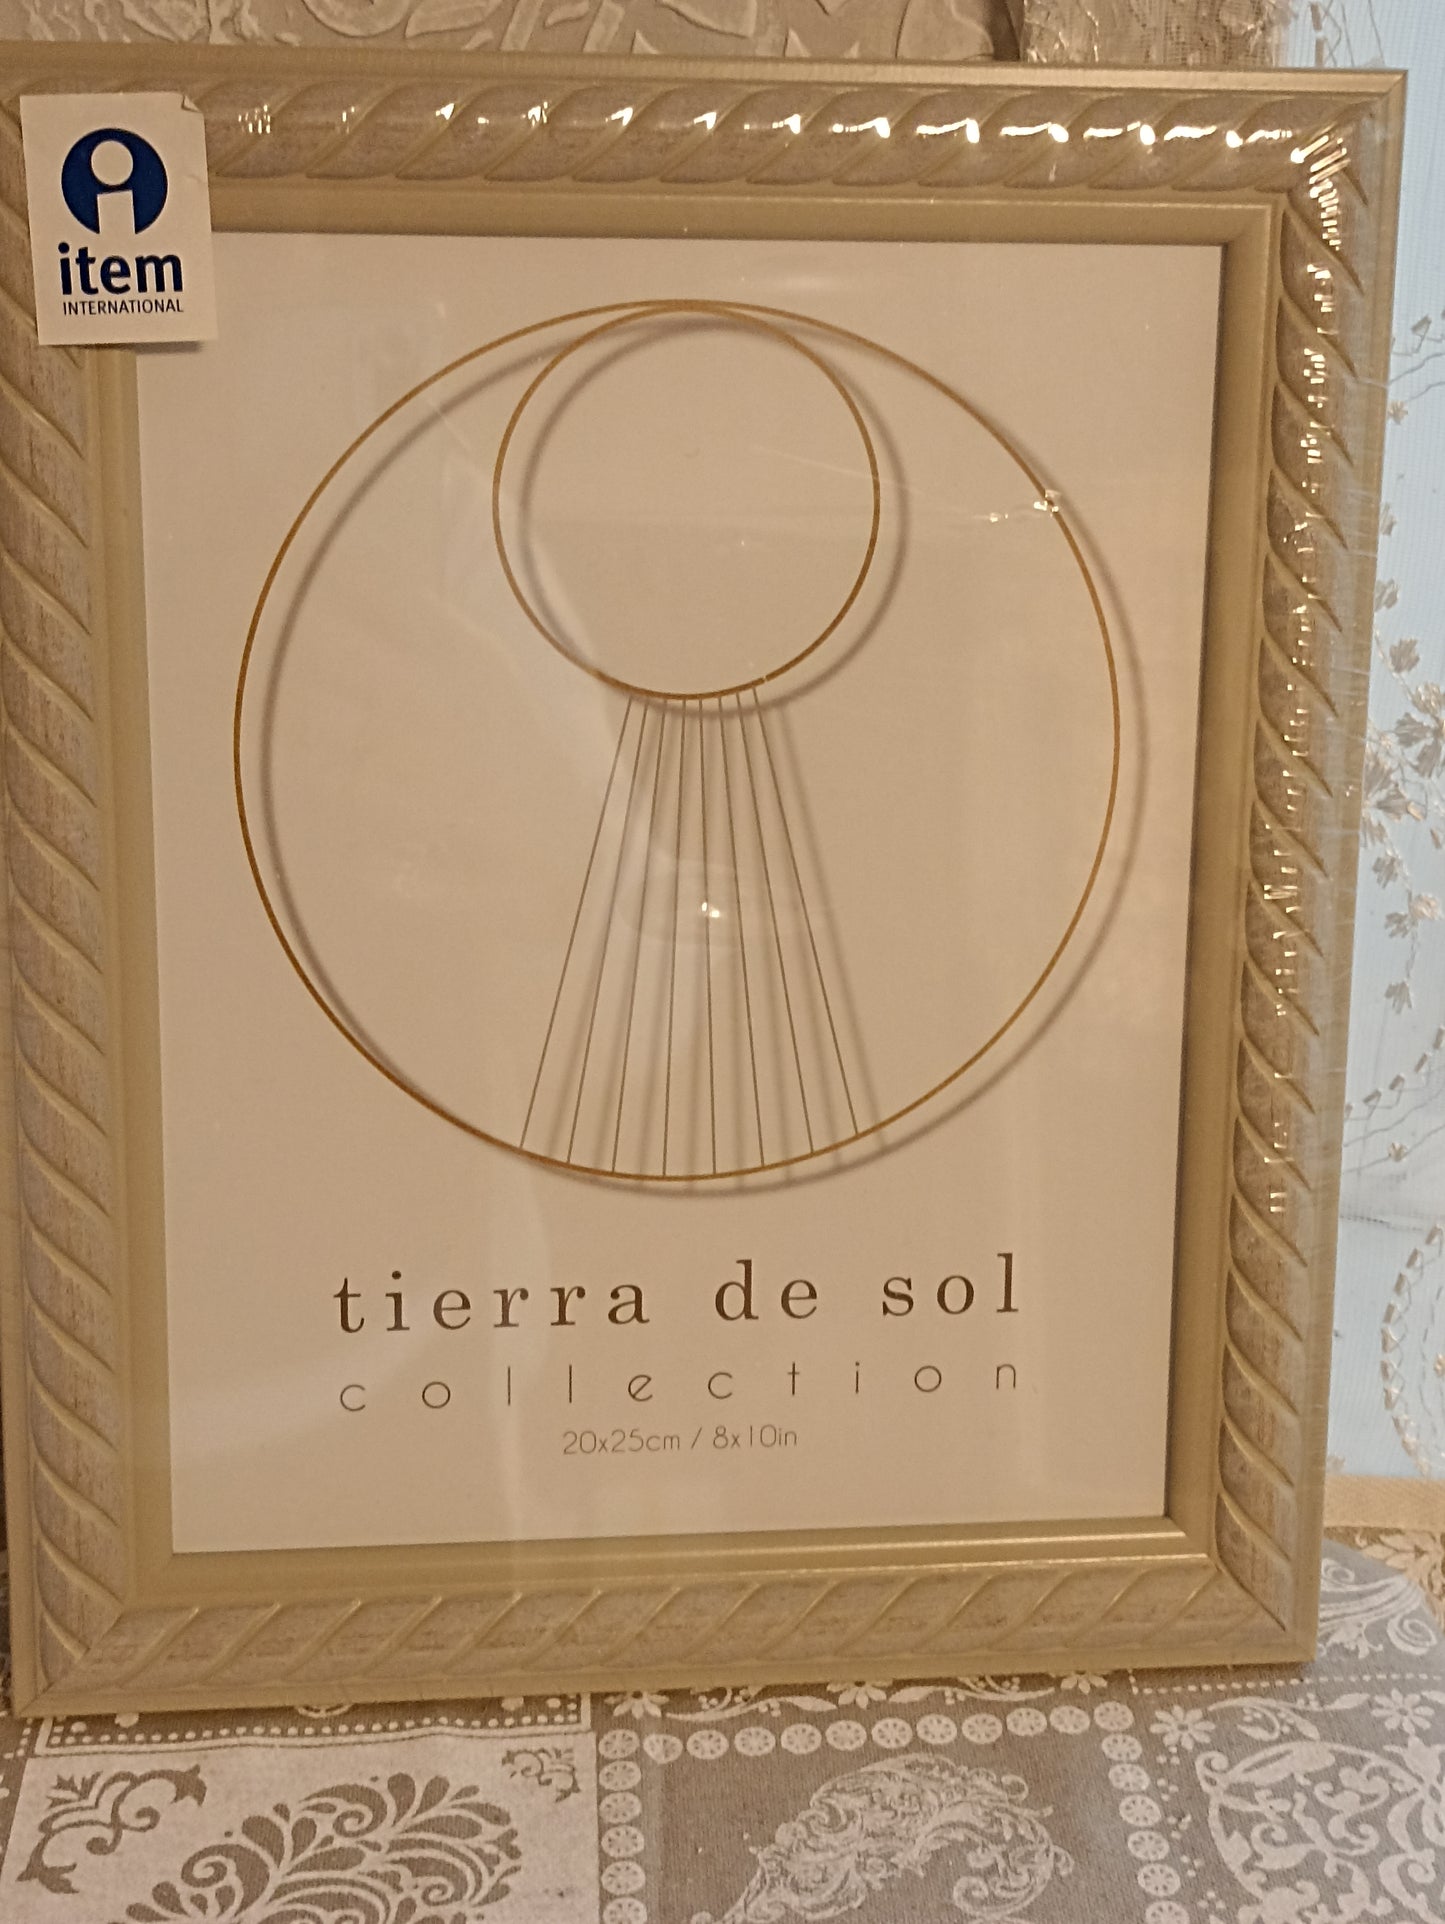 item
INTERNATIONAL
tierra de sol
collection
20x25cm / 8x10in